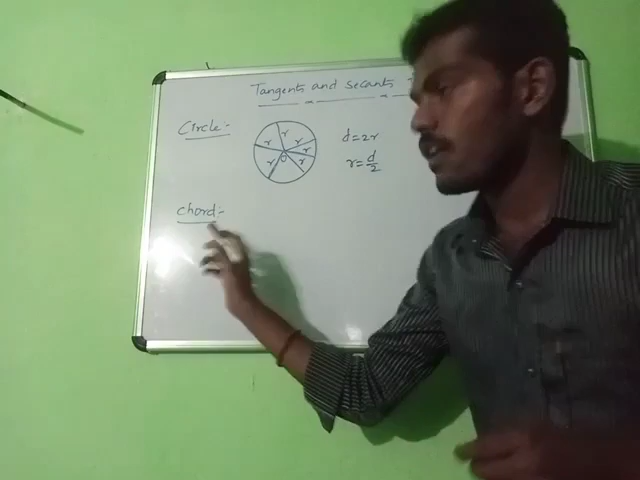 Tangents and secants
Circle:-
r r r r r r
O
d=2r
r=d/2
chord:-